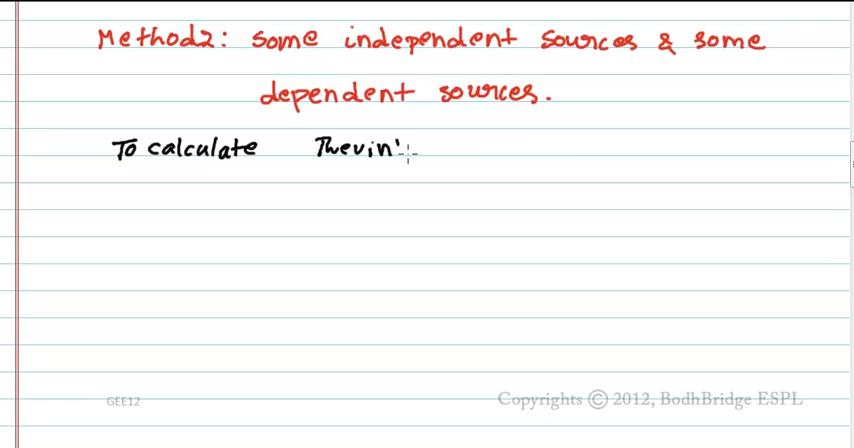 Method2: some independent sources & some
dependent sources.
To calculate Thevin'
GEE12
Copyrights © 2012, BodhBridge ESPL